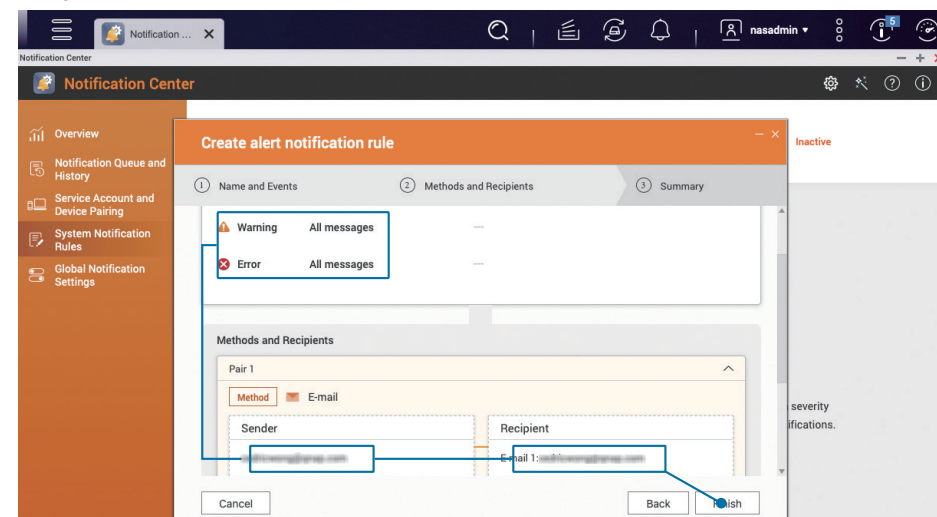 Notification ...
nasadmin
5
Notification Center
Notification Center
Overview
Notification Queue and
History
Service Account and
Device Pairing
System Notification
Rules
Global Notification
Settings
Inactive
Create alert notification rule
1 Name and Events
2 Methods and Recipients
3 Summary
Warning All messages ---
Error All messages ---
Methods and Recipients
Pair 1
Method E-mail
Sender
Recipient
E-mail 1:
severity
ifications.
Cancel
Back
Finish